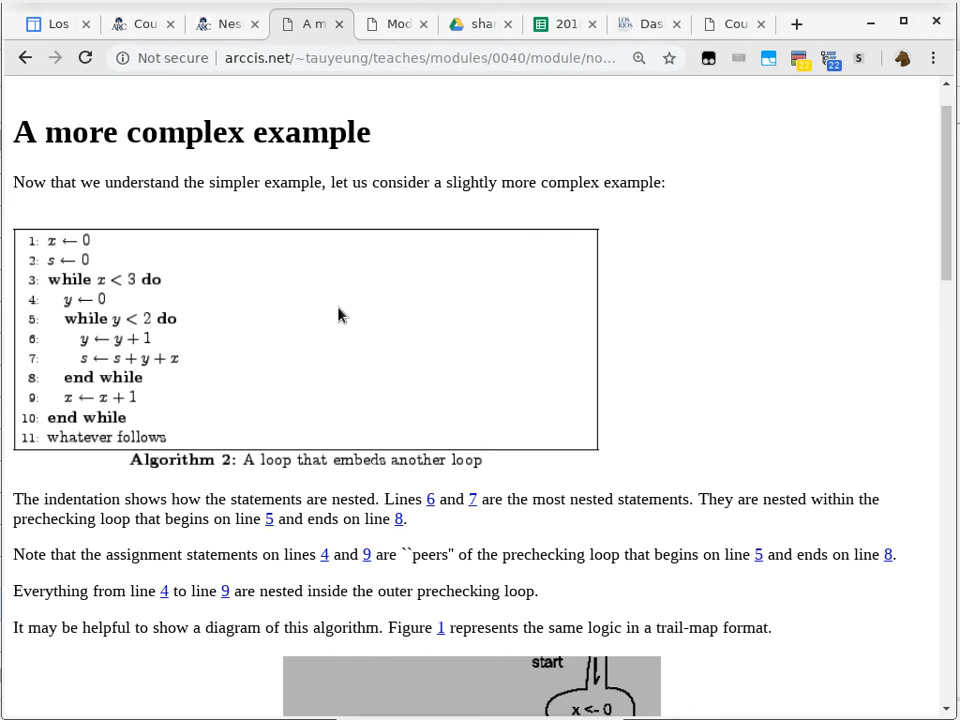 Los
Cou
Nes
A m
Mod
shar
201
Das
Cou
Not secure
arccis.net/~tauyeung/teaches/modules/0040/module/no...
22
22
S
A more complex example
Now that we understand the simpler example, let us consider a slightly more complex example:
1: x ← 0
2: s ← 0
3: while x < 3 do
4: y ← 0
5: while y < 2 do
6: y ← y + 1
7: s ← s + y + x
8: end while
9: x ← x + 1
10: end while
11: whatever follows
Algorithm 2: A loop that embeds another loop
The indentation shows how the statements are nested. Lines 6 and 7 are the most nested statements. They are nested within the
prechecking loop that begins on line 5 and ends on line 8.
Note that the assignment statements on lines 4 and 9 are ``peers'' of the prechecking loop that begins on line 5 and ends on line 8.
Everything from line 4 to line 9 are nested inside the outer prechecking loop.
It may be helpful to show a diagram of this algorithm. Figure 1 represents the same logic in a trail-map format.
start
x <- 0